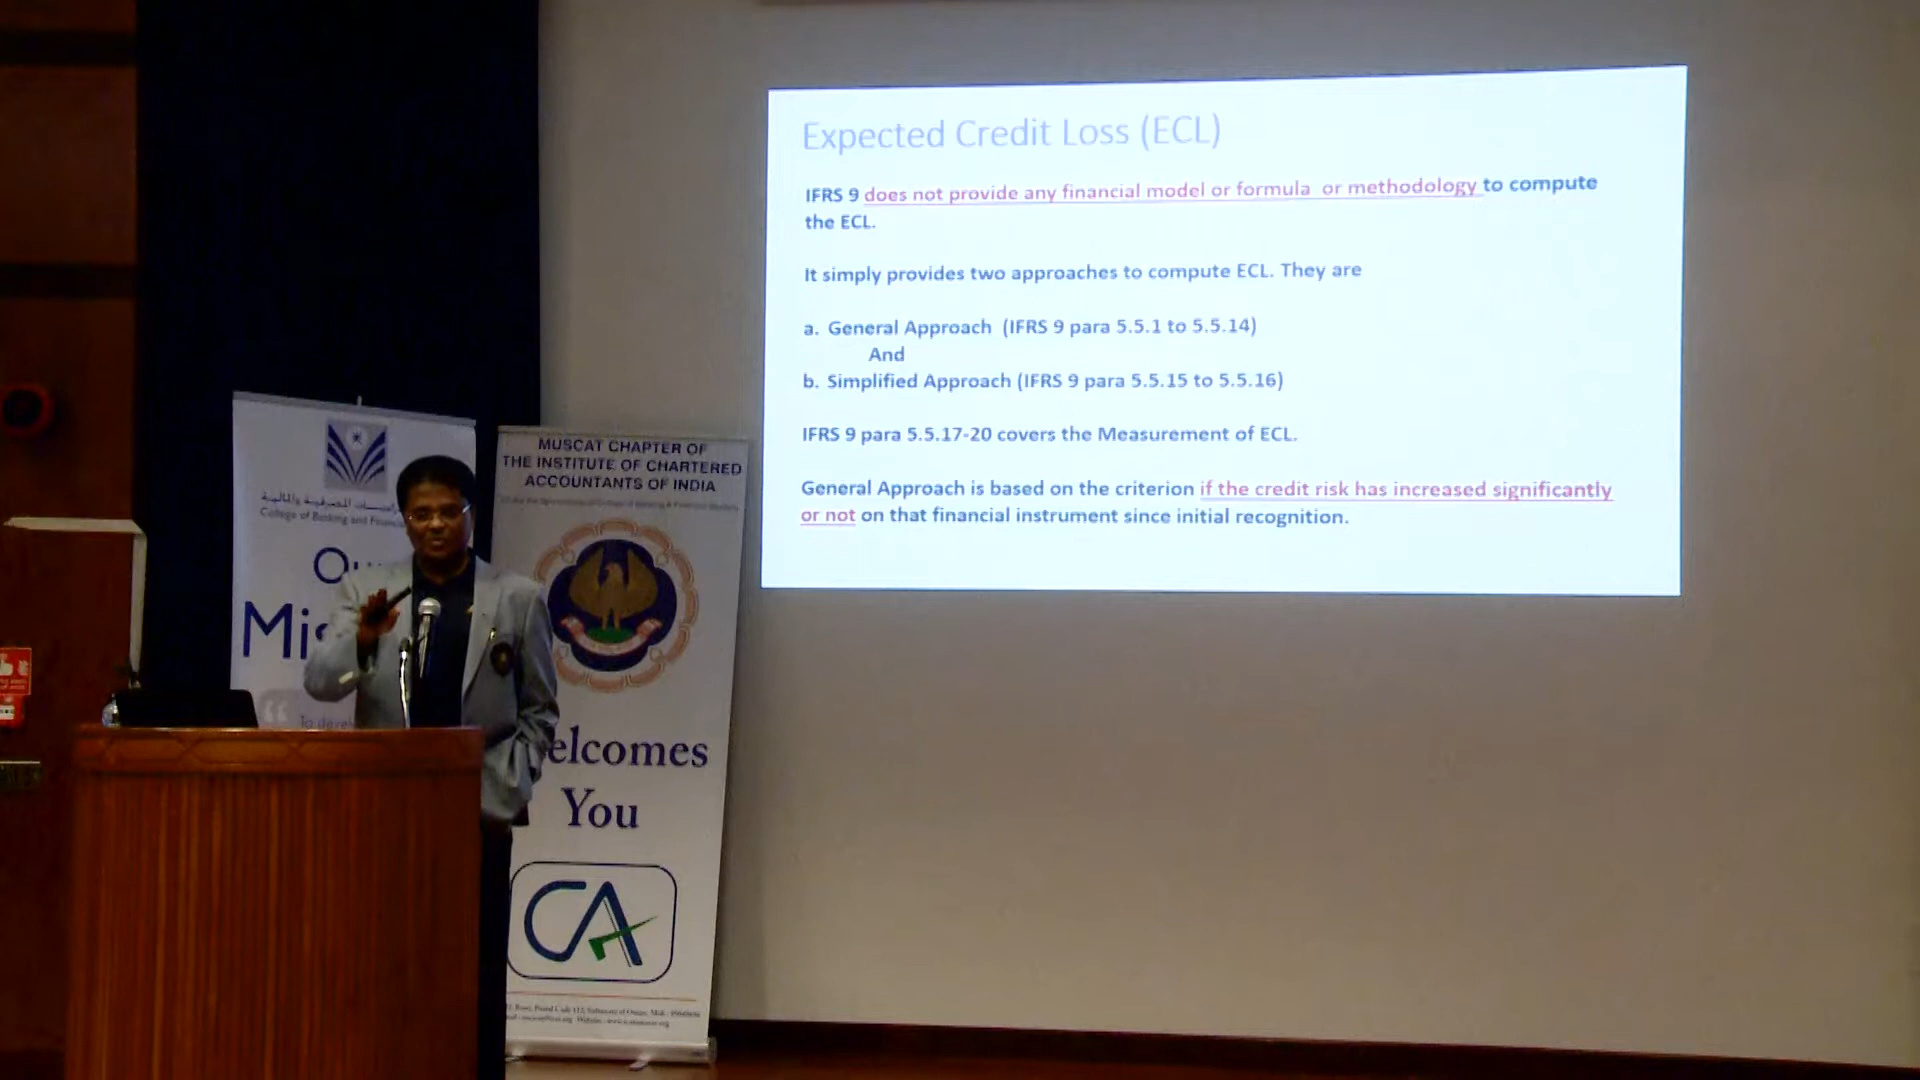 Expected Credit Loss (ECL)
IFRS 9 does not provide any financial model or formula or methodology to compute
the ECL.
It simply provides two approaches to compute ECL. They are
a. General Approach (IFRS 9 para 5.5.1 to 5.5.14)
And
b. Simplified Approach (IFRS 9 para 5.5.15 to 5.5.16)
IFRS 9 para 5.5.17-20 covers the Measurement of ECL.
General Approach is based on the criterion if the credit risk has increased significantly
or not on that financial instrument since initial recognition.
College of Banking and
MUSCAT CHAPTER OF
THE INSTITUTE OF CHARTERED
ACCOUNTANTS OF INDIA
elcomes
You
CA